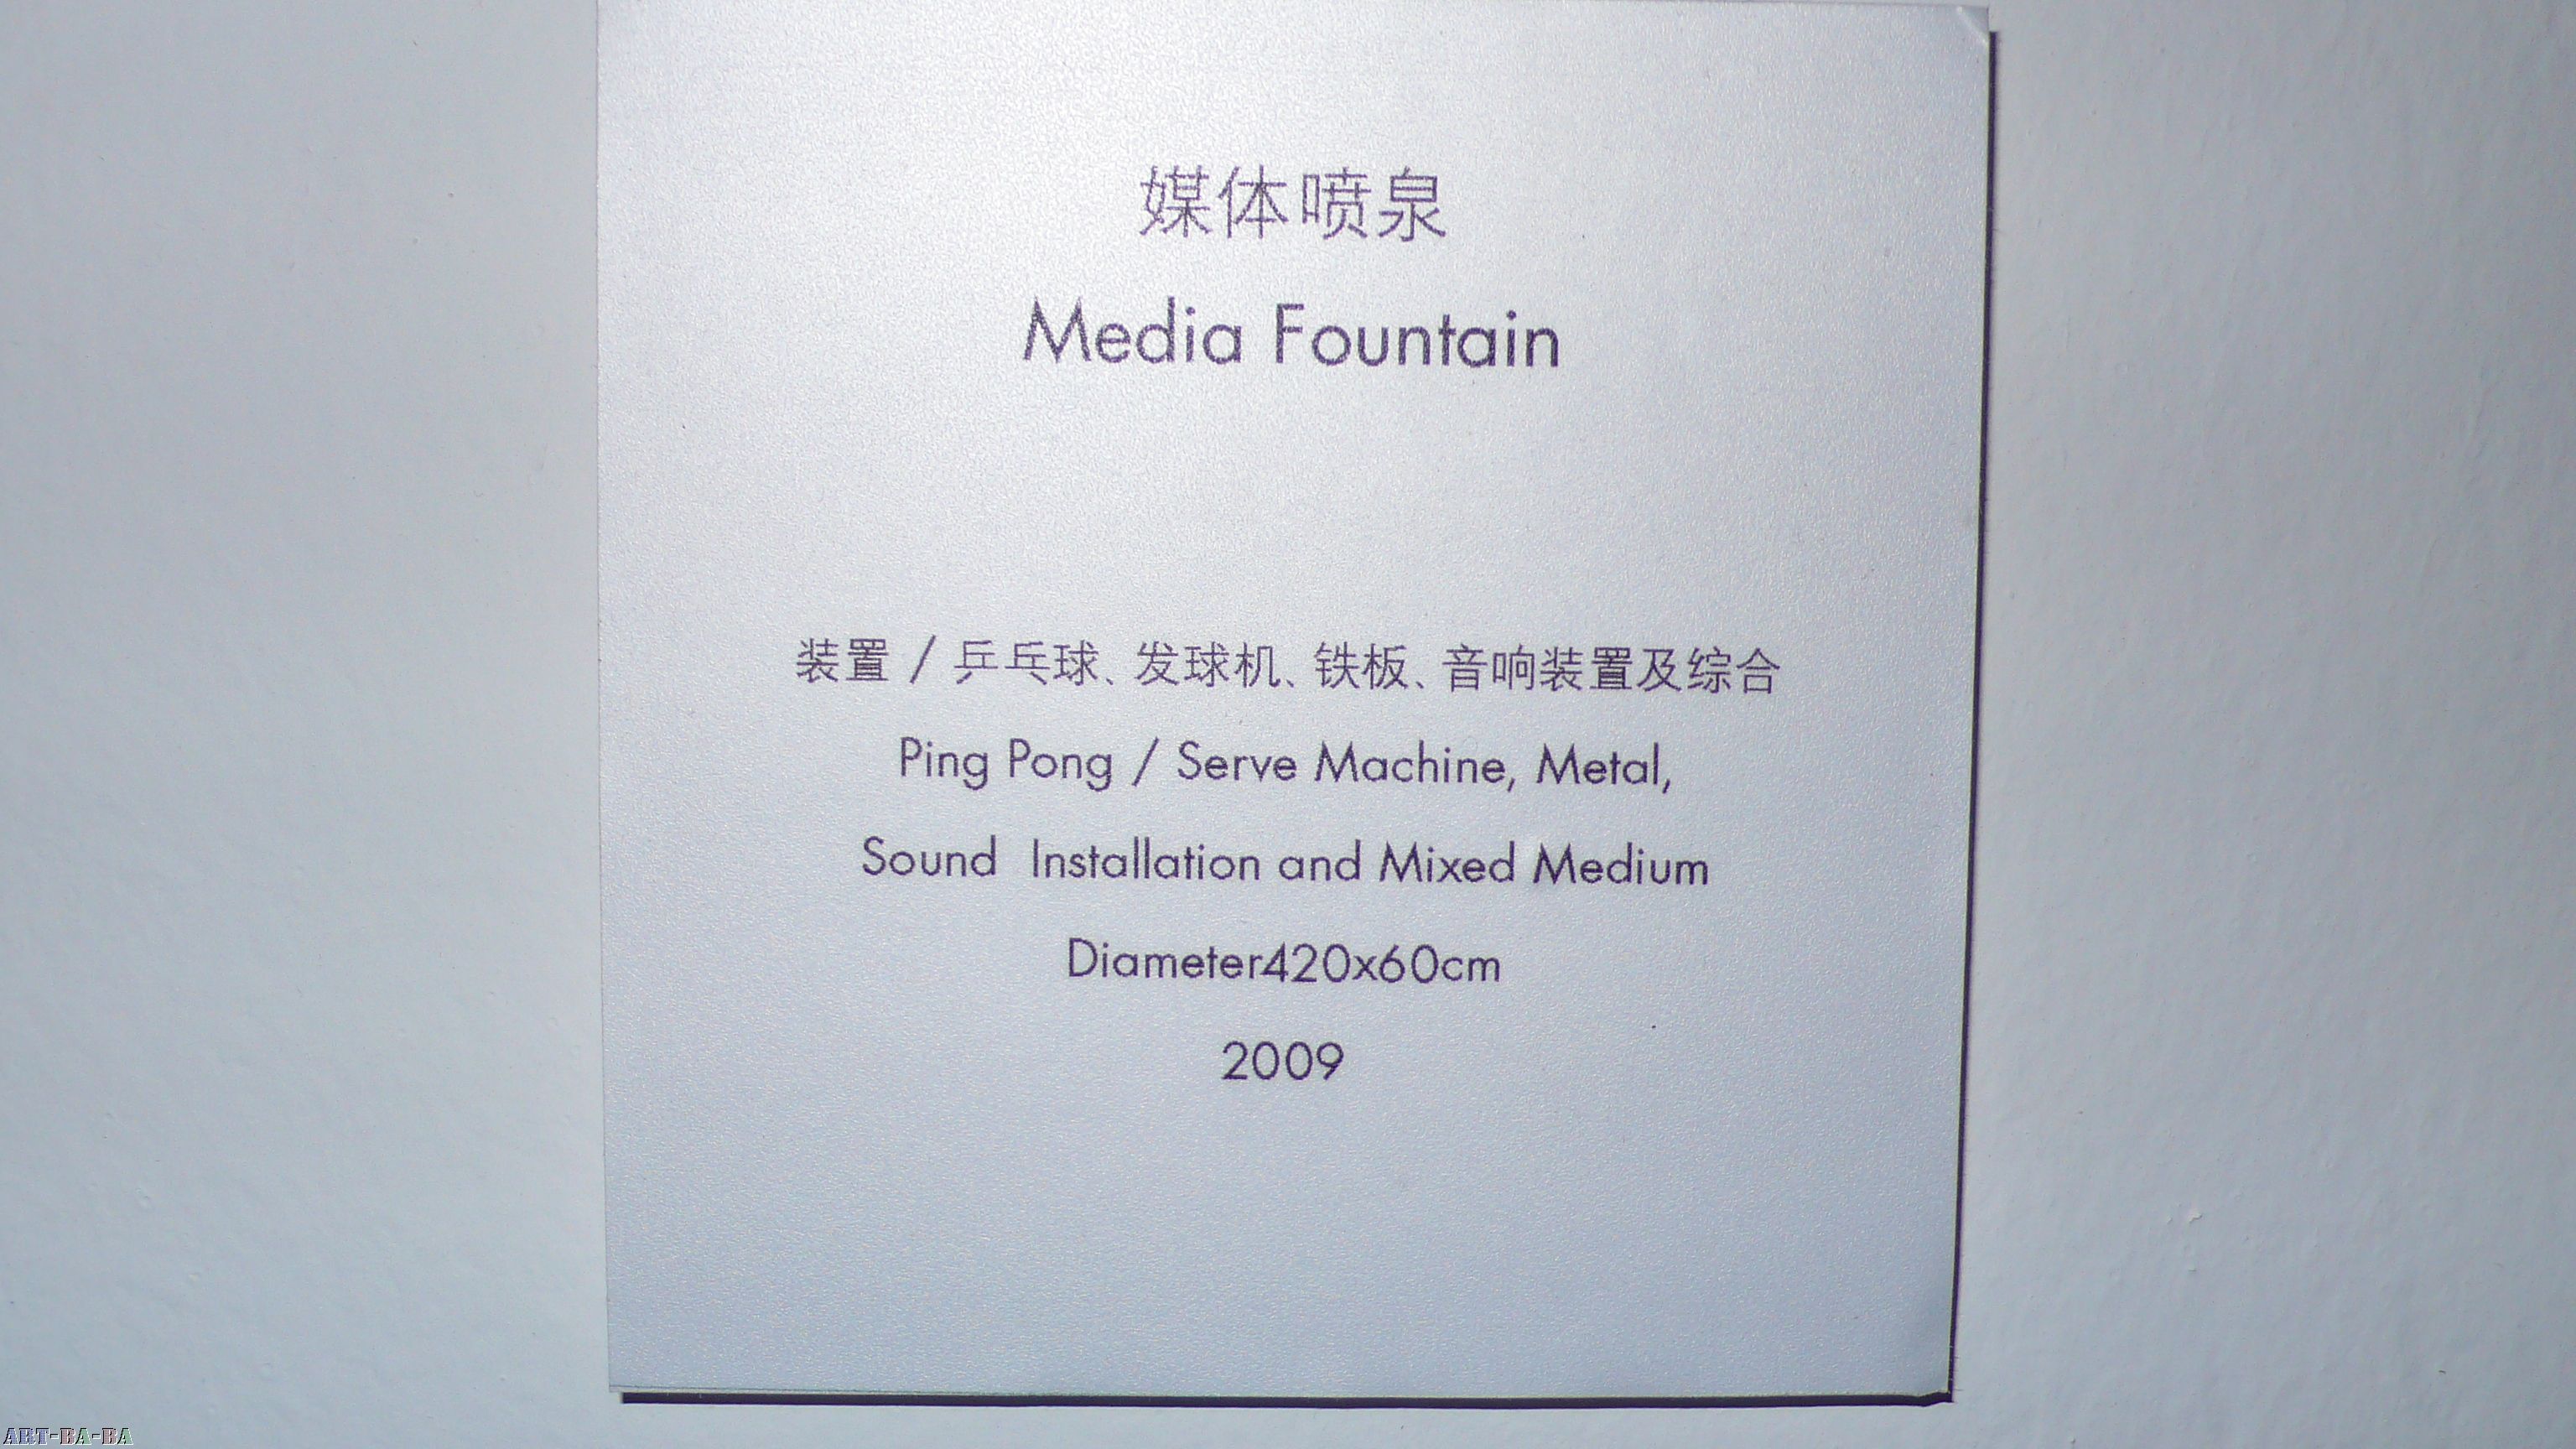 媒体喷泉
Media Fountain
装置 / 乒乓球、发球机、铁板、音响装置及综合
Ping Pong / Serve Machine, Metal,
Sound Installation and Mixed Medium
Diameter420x60cm
2009
ART-BA-BA